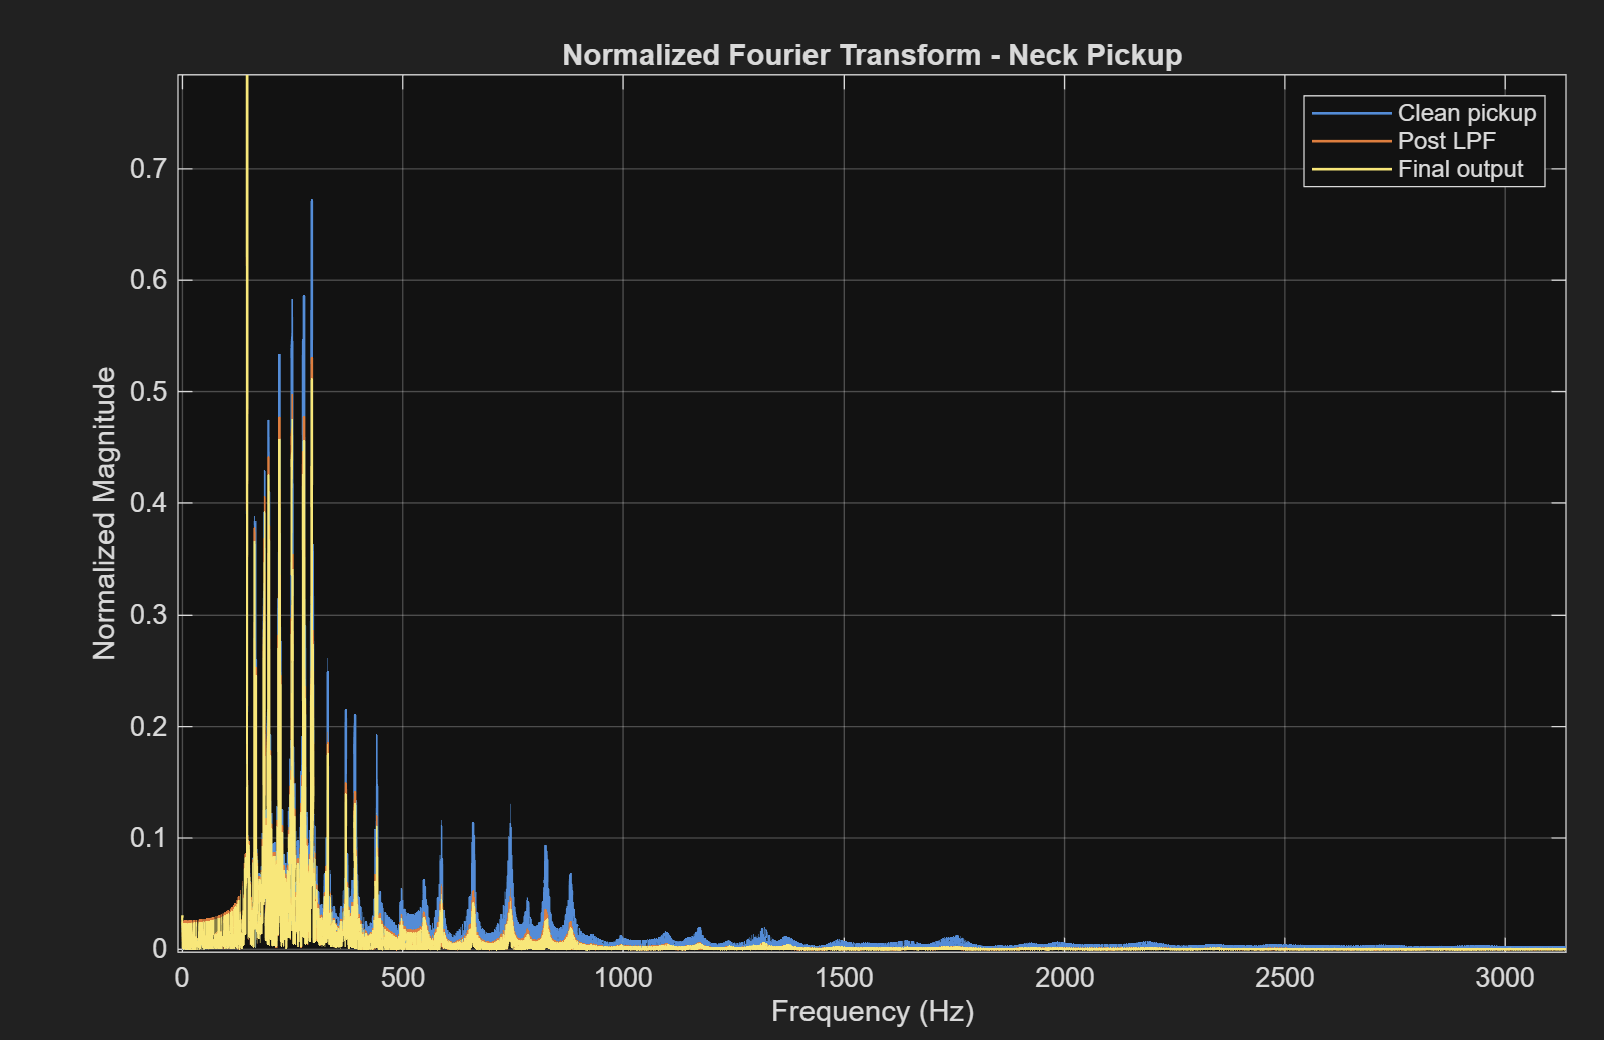 Normalized Fourier Transform - Neck Pickup
Clean pickup
Post LPF
Final output
Normalized Magnitude
0.7
0.6
0.5
0.4
0.3
0.2
0.1
0
0 500 1000 1500 2000 2500 3000
Frequency (Hz)